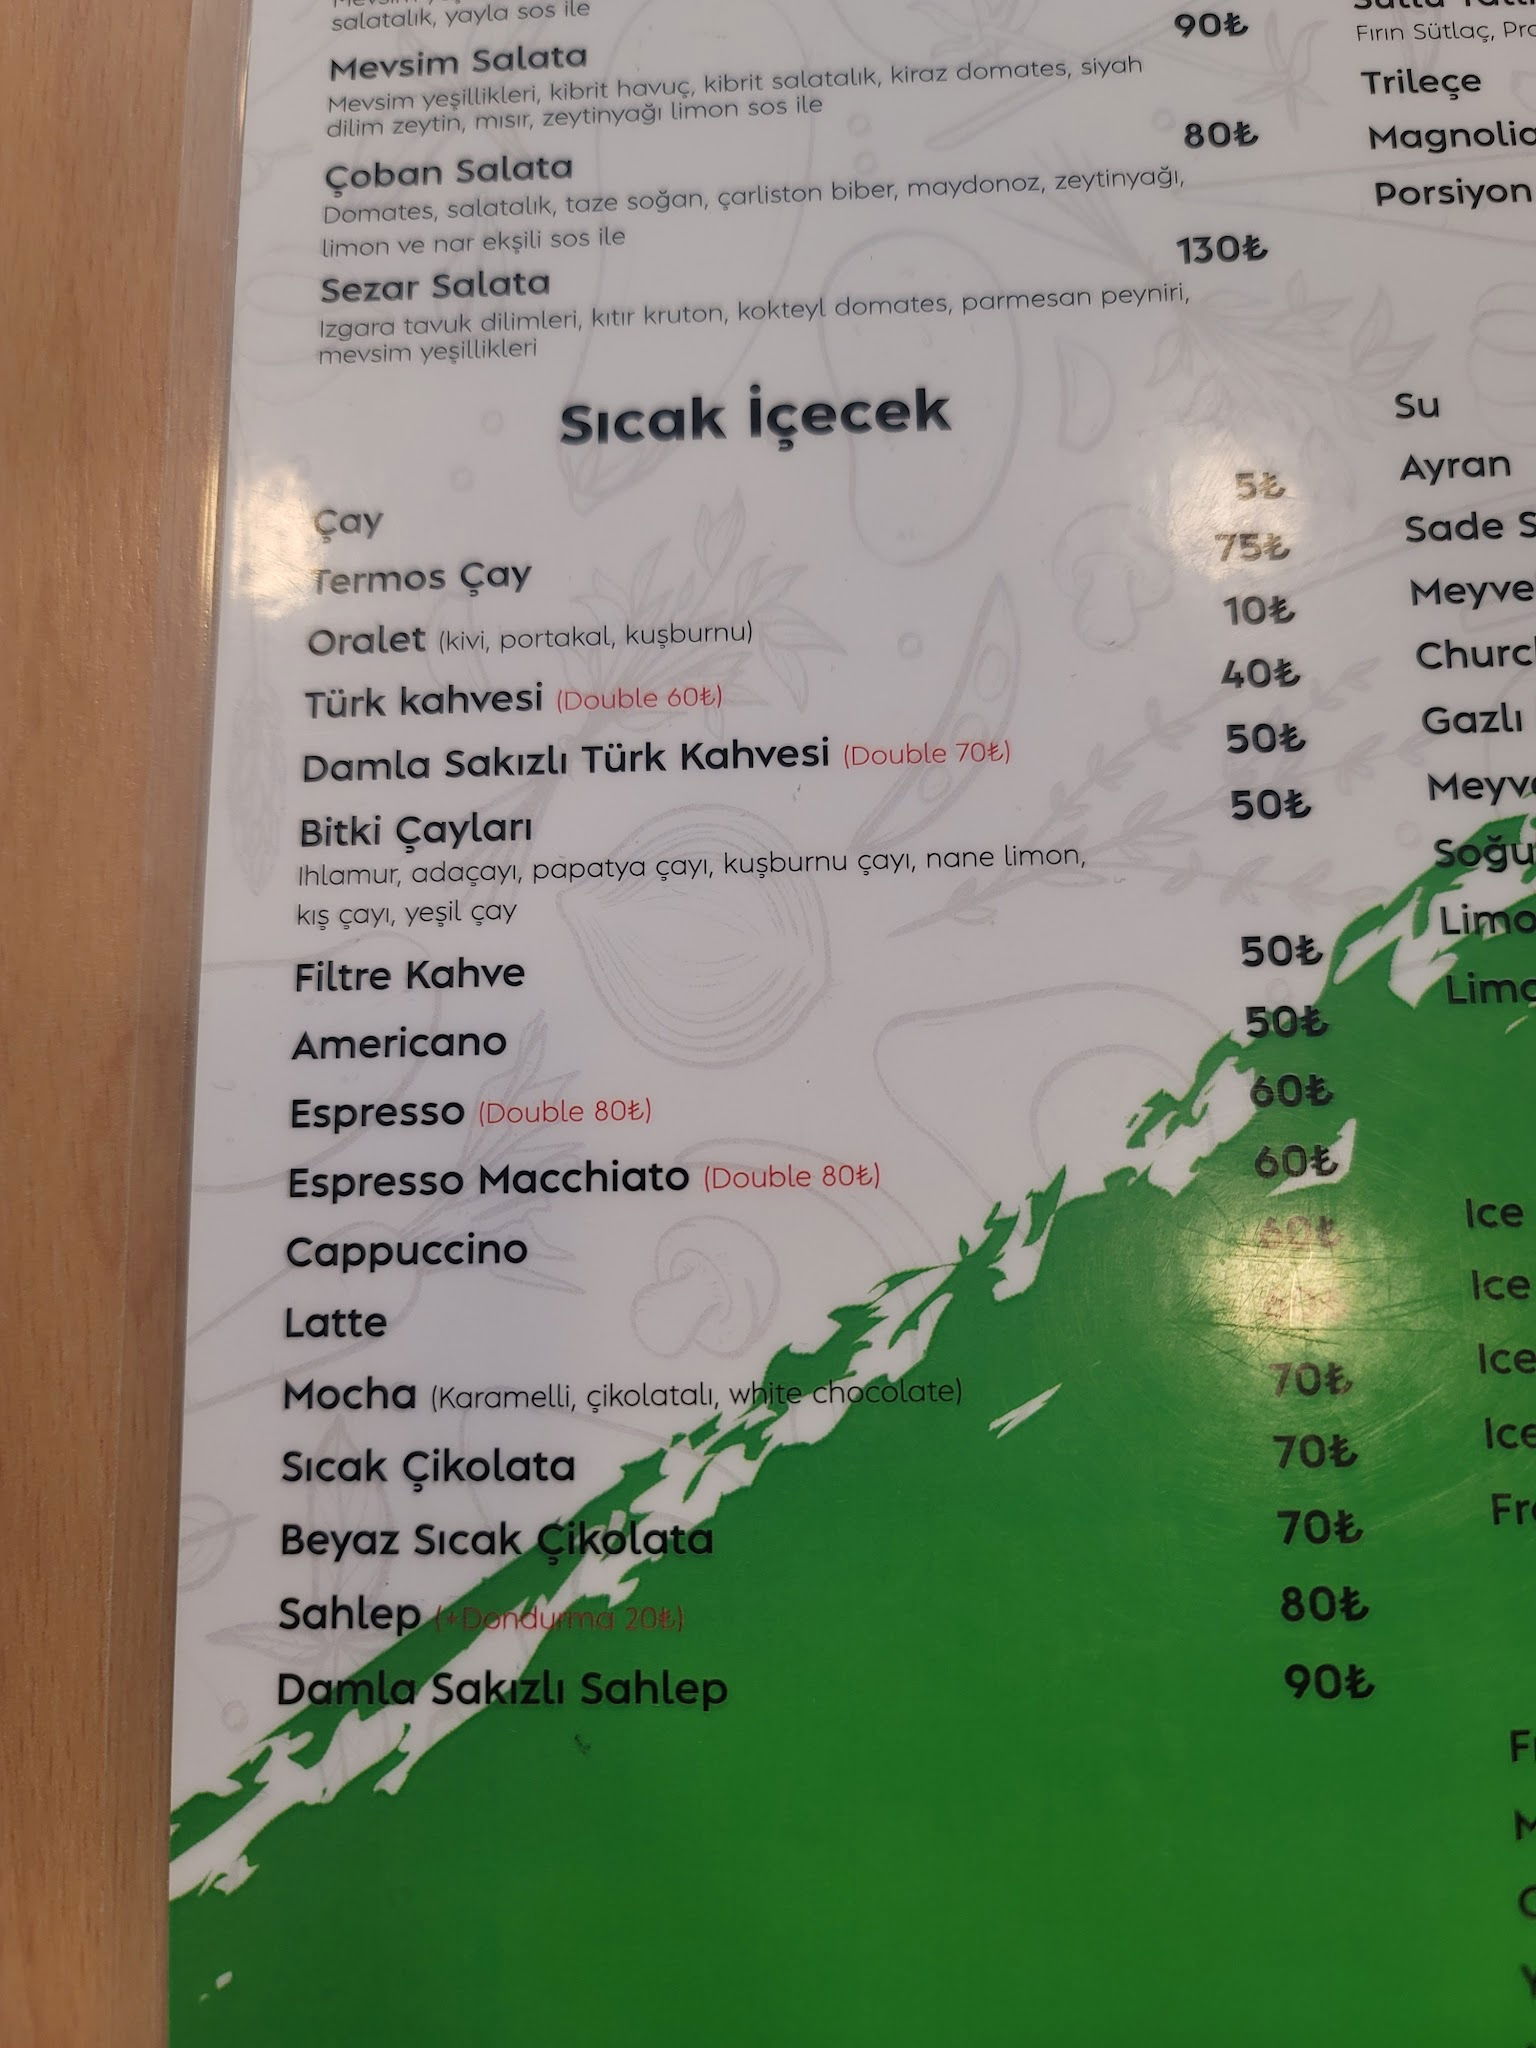 salatalık, yayla sos ile
Mevsim Salata 90₺
Mevsim yeşillikleri, kibrit havuç, kibrit salatalık, kiraz domates, siyah
dilim zeytin, mısır, zeytinyağı limon sos ile
Çoban Salata 80₺
Domates, salatalık, taze soğan, çarliston biber, maydonoz, zeytinyağı,
limon ve nar ekşili sos ile
Sezar Salata 130₺
Izgara tavuk dilimleri, kıtır kruton, kokteyl domates, parmesan peyniri,
mevsim yeşillikleri
Sıcak İçecek
Çay 5₺
Termos Çay 75₺
Oralet (kivi, portakal, kuşburnu) 10₺
Türk kahvesi (Double 60₺) 40₺
Damla Sakızlı Türk Kahvesi (Double 70₺) 50₺
Bitki Çayları 50₺
Ihlamur, adaçayı, papatya çayı, kuşburnu çayı, nane limon,
kış çayı, yeşil çay
Filtre Kahve 50₺
Americano 50₺
Espresso (Double 80₺) 60₺
Espresso Macchiato (Double 80₺) 60₺
Cappuccino 60₺
Latte
Mocha (Karamelli, çikolatalı, white chocolate) 70₺
Sıcak Çikolata 70₺
Beyaz Sıcak Çikolata 70₺
Sahlep (+Dondurma 20₺) 80₺
Damla Sakızlı Sahlep 90₺
Fırın Sütlaç,
Trileçe
Magnolia
Porsiyon
Su
Ayran
Sade
Gazlı
Ice
Ice
Ice
Ice